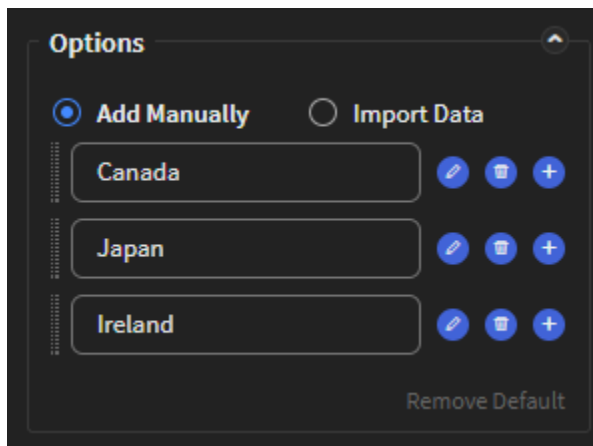 Options
Add Manually Import Data
Canada
Japan
Ireland
Remove Default